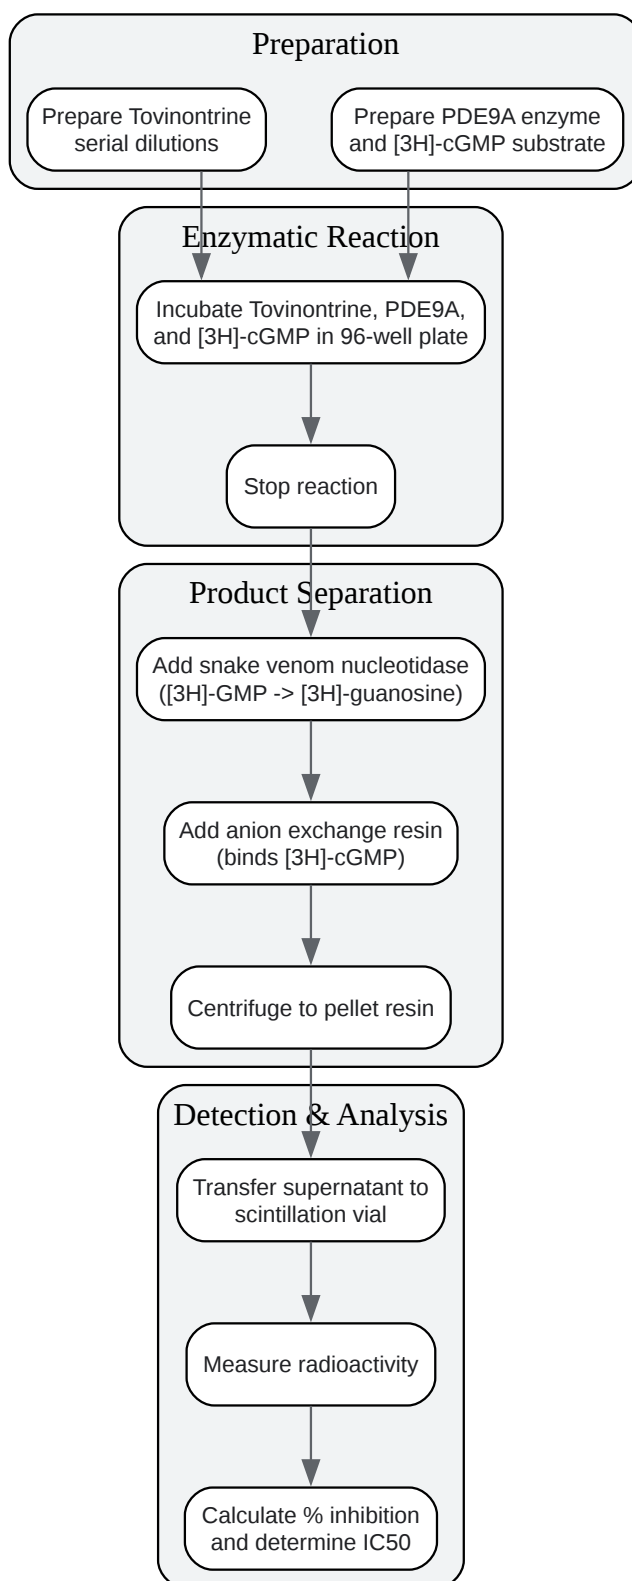 Preparation
Prepare Tovinontrine
serial dilutions
Prepare PDE9A enzyme
and [3H]-cGMP substrate
Enzymatic Reaction
Incubate Tovinontrine, PDE9A,
and [3H]-cGMP in 96-well plate
Stop reaction
Product Separation
Add snake venom nucleotidase
([3H]-GMP -> [3H]-guanosine)
Add anion exchange resin
(binds [3H]-cGMP)
Centrifuge to pellet resin
Detection & Analysis
Transfer supernatant to
scintillation vial
Measure radioactivity
Calculate % inhibition
and determine IC50